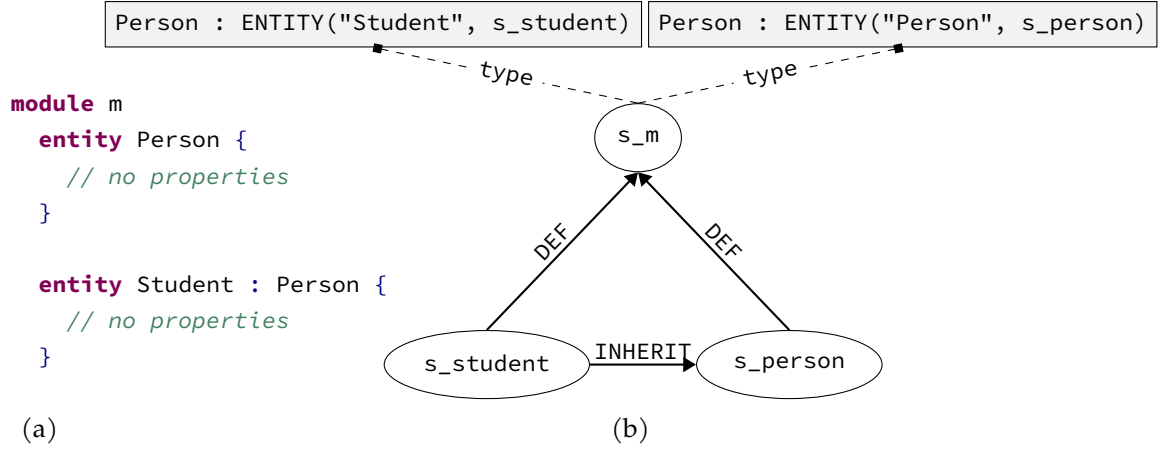 Person : ENTITY("Student", s_student)
Person : ENTITY("Person", s_person)
type
type
module m
entity Person {
// no properties
}
entity Student : Person {
// no properties
}
s_m
DEF
DEF
s_student
INHERIT
s_person
(a)
(b)